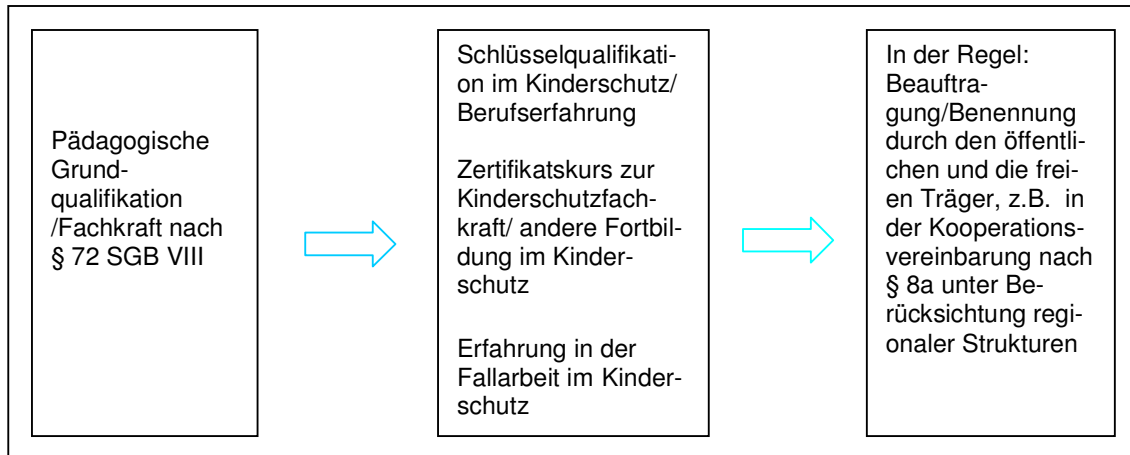 Pädagogische
Grund-
qualifikation
/Fachkraft nach
§ 72 SGB VIII
Schlüsselqualifikati-
on im Kinderschutz/
Berufserfahrung
Zertifikatskurs zur
Kinderschutzfach-
kraft/ andere Fortbil-
dung im Kinder-
schutz
Erfahrung in der
Fallarbeit im Kinder-
schutz
In der Regel:
Beauftra-
gung/Benennung
durch den öffentli-
chen und die frei-
en Träger, z.B. in
der Kooperations-
vereinbarung nach
§ 8a unter Be-
rücksichtung regi-
onaler Strukturen